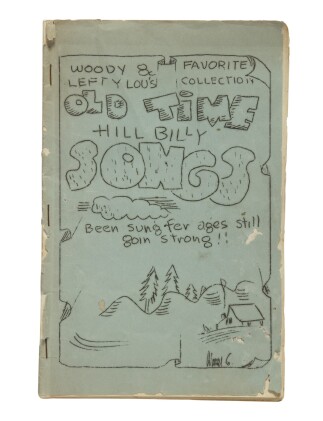 WOODY & FAVORITE
LEFTY LOU'S COLLECTION
OLD TIME
HILL BILLY
SONGS
Been sung fer ages still
goin strong!!